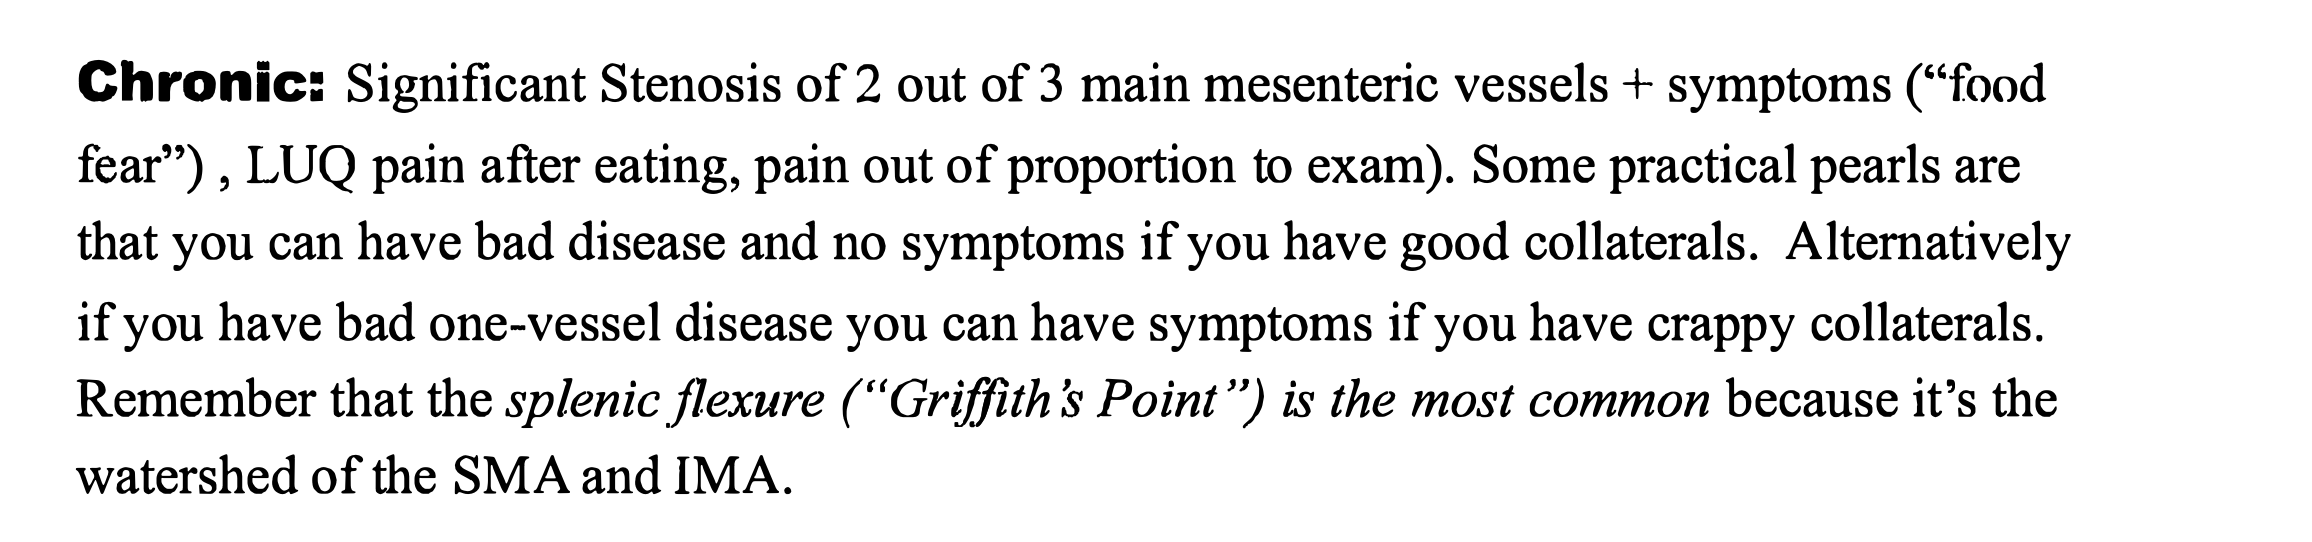 Chronic: Significant Stenosis of 2 out of 3 main mesenteric vessels + symptoms (“food
fear”) , LUQ pain after eating, pain out of proportion to exam). Some practical pearls are
that you can have bad disease and no symptoms if you have good collaterals.  Alternatively
if you have bad one-vessel disease you can have symptoms if you have crappy collaterals.
Remember that the splenic flexure (“Griffith’s Point”) is the most common because it’s the
watershed of the SMA and IMA.